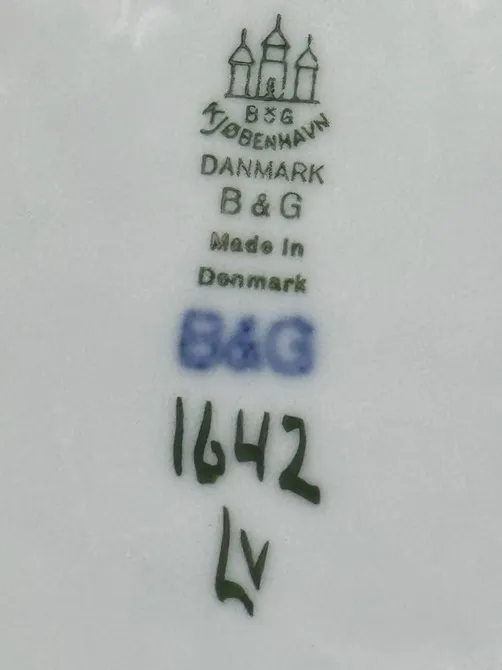 B&G
KJØBENHAVN
DANMARK
B & G
Made in
Denmark
B&G
1642
LV